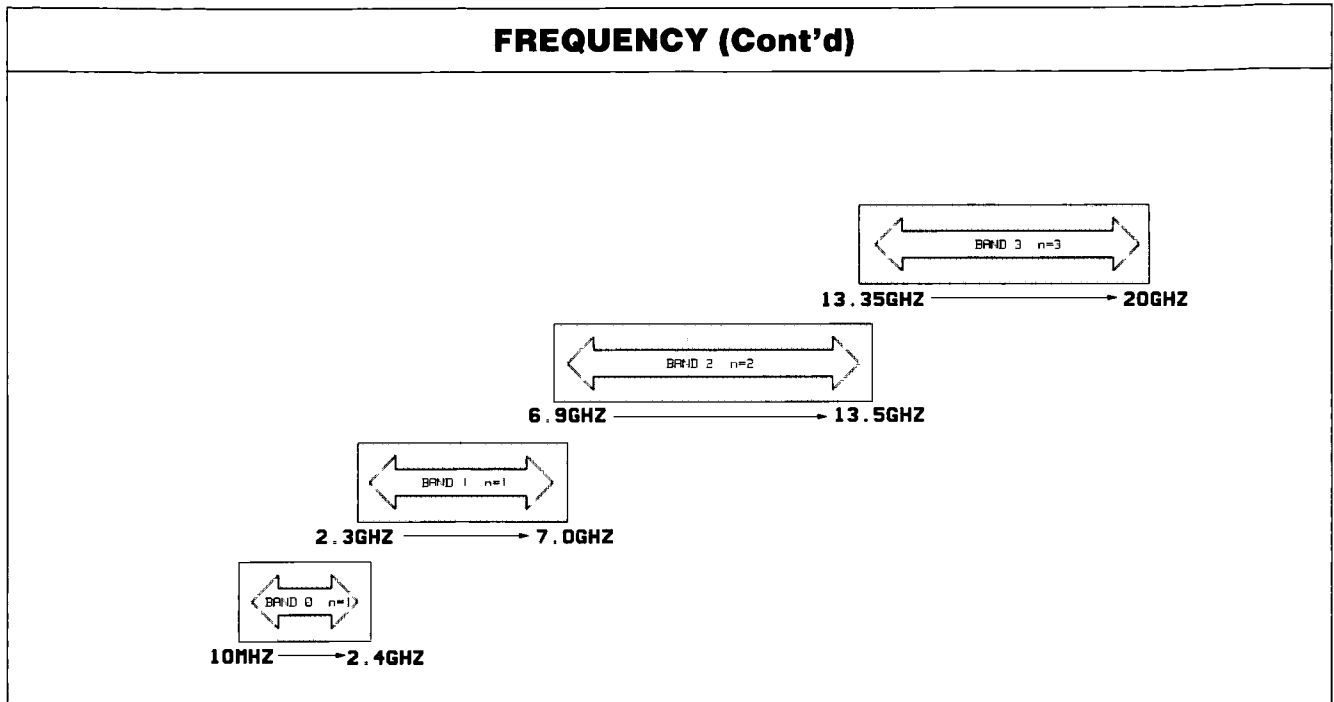 FREQUENCY (Cont'd)
BAND 3 n=3
13.35GHZ 20GHZ
BAND 2 n=2
6.9GHZ 13.5GHZ
BAND 1 n=1
2.3GHZ 7.0GHZ
BAND 0 n=1
10MHZ 2.4GHZ